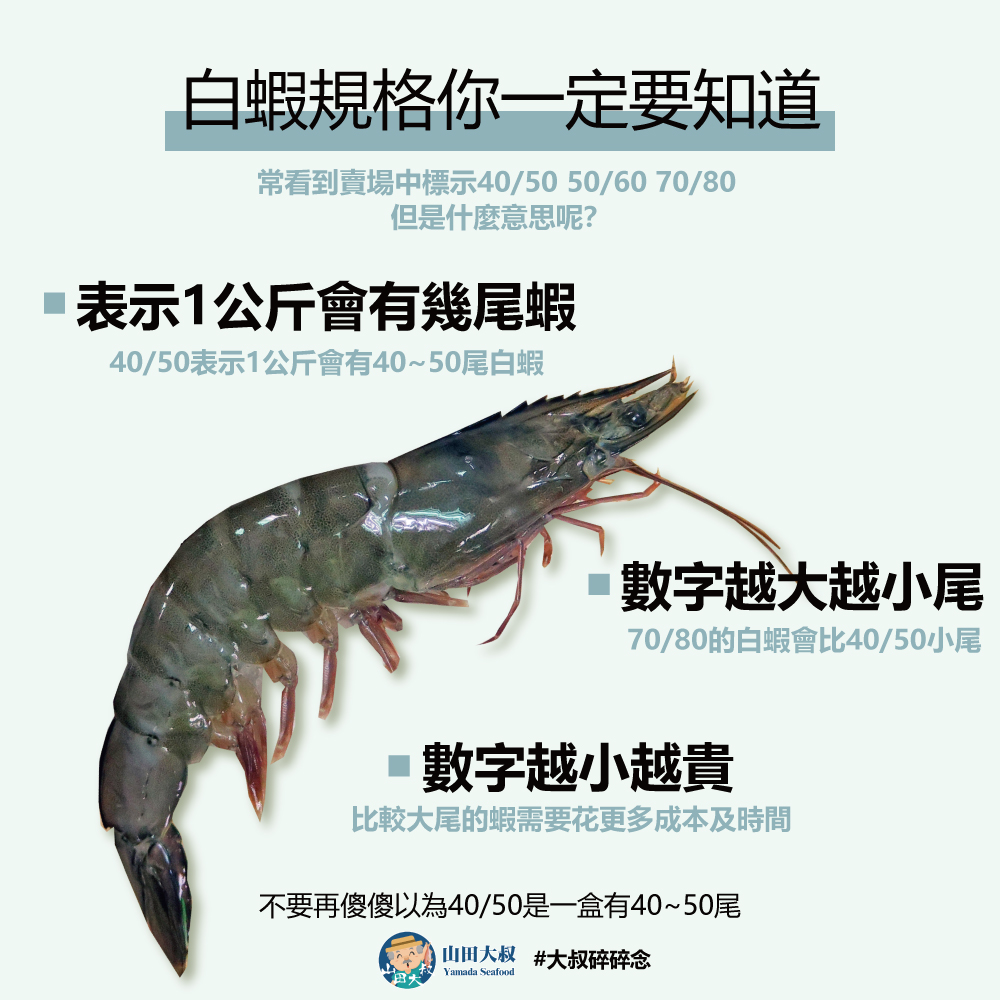 白蝦規格你一定要知道
常看到賣場中標示40/50 50/60 70/80
但是什麼意思呢?
表示1公斤會有幾尾蝦
40/50表示1公斤會有40~50尾白蝦
數字越大越小尾
70/80的白蝦會比40/50小尾
數字越小越貴
比較大尾的蝦需要花更多成本及時間
不要再傻傻以為40/50是一盒有40~50尾
山田大叔
山田大叔
Yamada Seafood
#大叔碎碎念